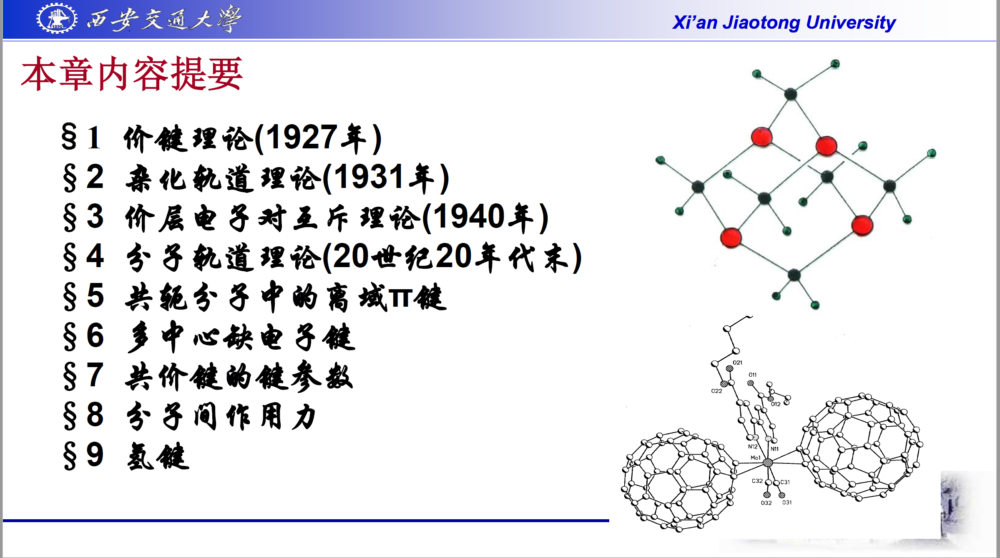 西安交通大學
1896
Xi’an Jiaotong University
本章内容提要
§1 价键理论(1927年)
§2 杂化轨道理论(1931年)
§3 价层电子对互斥理论(1940年)
§4 分子轨道理论(20世纪20年代末)
§5 共轭分子中的离域π键
§6 多中心缺电子键
§7 共价键的键参数
§8 分子间作用力
§9 氢键
O21
O11
O22
O12
N12
N11
Mo1
C32
C31
O32
O31